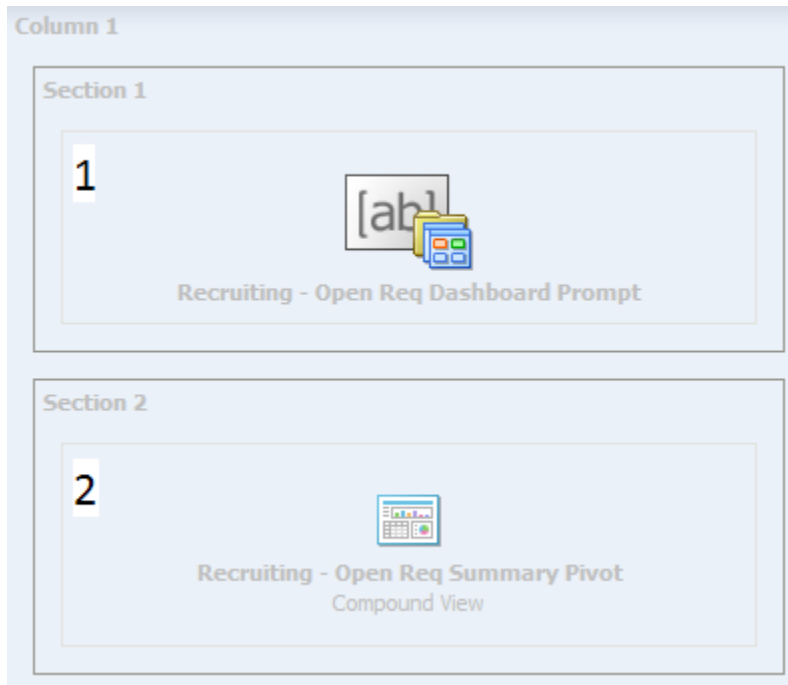 Column 1
Section 1
1
[ab]
Recruiting - Open Req Dashboard Prompt
Section 2
2
Recruiting - Open Req Summary Pivot
Compound View